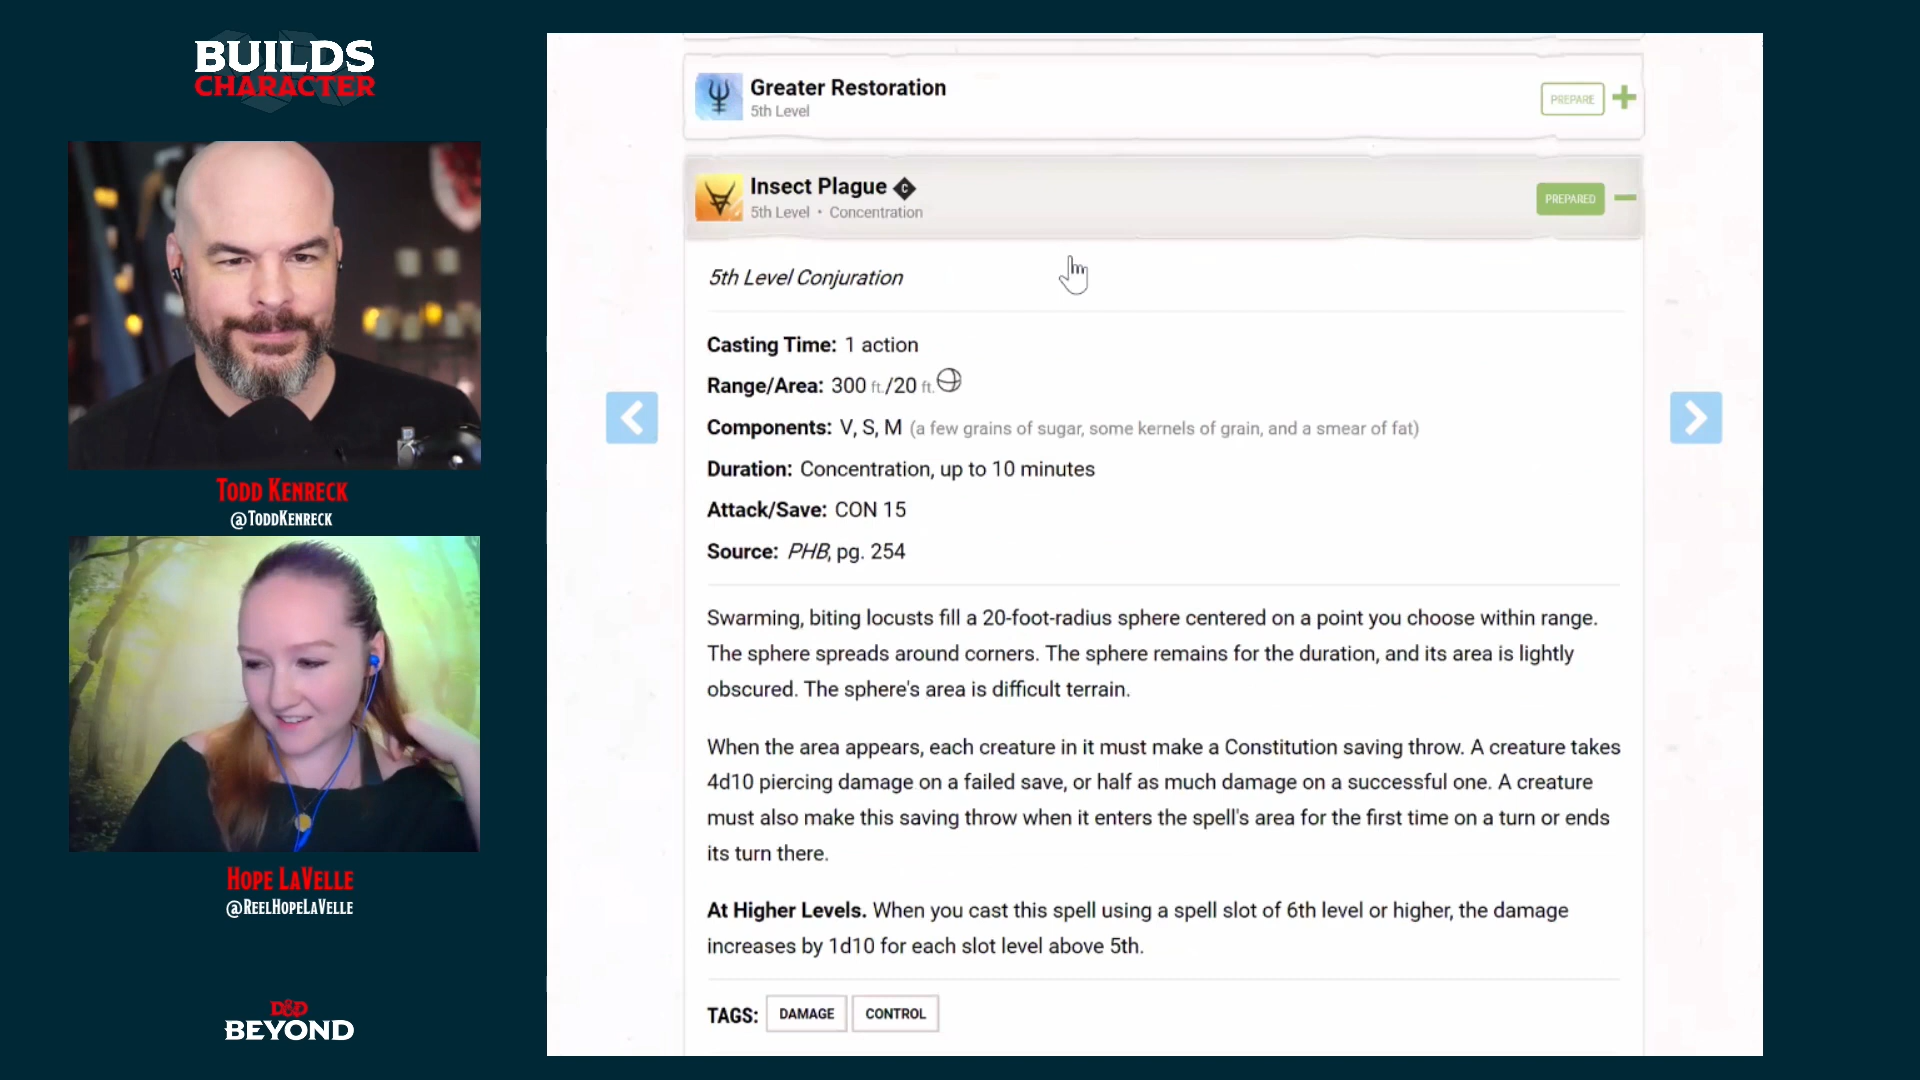 BUILDS
CHARACTER
TODD KENRECK
@TODDKENRECK
HOPE LAVELLE
@REELHOPELAVELLE
D&D
BEYOND
Greater Restoration
5th Level
PREPARE
Insect Plague C
5th Level • Concentration
PREPARED
5th Level Conjuration
Casting Time: 1 action
Range/Area: 300 ft./20 ft.
Components: V, S, M (a few grains of sugar, some kernels of grain, and a smear of fat)
Duration: Concentration, up to 10 minutes
Attack/Save: CON 15
Source: PHB, pg. 254
Swarming, biting locusts fill a 20-foot-radius sphere centered on a point you choose within range.
The sphere spreads around corners. The sphere remains for the duration, and its area is lightly
obscured. The sphere's area is difficult terrain.
When the area appears, each creature in it must make a Constitution saving throw. A creature takes
4d10 piercing damage on a failed save, or half as much damage on a successful one. A creature
must also make this saving throw when it enters the spell's area for the first time on a turn or ends
its turn there.
At Higher Levels. When you cast this spell using a spell slot of 6th level or higher, the damage
increases by 1d10 for each slot level above 5th.
TAGS: DAMAGE CONTROL